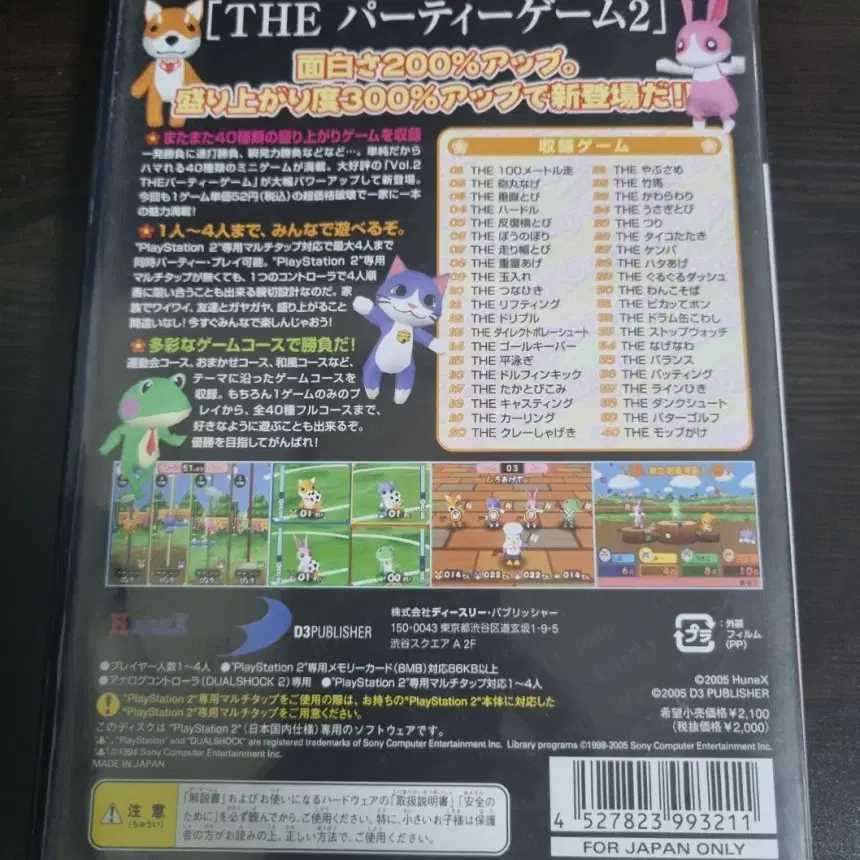 「THE パーティーゲーム2」
面白さ200%アップ。
盛り上がり度300%アップで新登場だ!!
またまた40種類の盛り上がりゲームを収録
一発勝負に連打勝負、瞬発力勝負などなど…。単純だから
ハマれる40種類のミニゲームが満載。大好評の「Vol.2
THEパーティーゲーム」が大幅パワーアップして新登場。
今回も1ゲーム単価52円(税込)の超価格破壊で一家に一本
の魅力満載!
1人～4人まで、みんなで遊べるぞ。
"PlayStation 2"専用マルチタップ対応で最大4人まで
同時パーティー・プレイ可能。"PlayStation 2"専用
マルチタップが無くても、1つのコントローラで4人順
番に競い合うことも出来る親切設計なのだ。家
族でワイワイ、友達とガヤガヤ、盛り上がること
間違いなし!今すぐみんなで楽しんじゃおう!
多彩なゲームコースで勝負だ!
運動会コース、おまかせコース、和風コースなど、
テーマに沿ったゲームコースを
収録。もちろん1ゲームのみのプ
レイから、全40種フルコースまで、
好きなように遊ぶことも出来るぞ。
優勝を目指してがんばれ!
収録ゲーム
01 THE 100メートル走
02 THE 砲丸なげ
03 THE 垂直とび
04 THE ハードル
05 THE 反復横とび
06 THE ぼうのぼり
07 THE 走り幅とび
08 THE 重量あげ
09 THE 玉入れ
10 THE つなひき
11 THE リフティング
12 THE ドリブル
13 THE ダイレクトボレーシュート
14 THE ゴールキーパー
15 THE 平泳ぎ
16 THE ドルフィンキック
17 THE たかとびこみ
18 THE キャスティング
19 THE カーリング
20 THE クレーしゃげき
21 THE やぶさめ
22 THE 竹馬
23 THE かわらわり
24 THE うさぎとび
25 THE つり
26 THE タイコたたき
27 THE ケンパ
28 THE ハタあげ
29 THE ぐるぐるダッシュ
30 THE わんこそば
31 THE ピカッてポン
32 THE ドラム缶こわし
33 THE ストップウォッチ
34 THE なげなわ
35 THE バランス
36 THE バッティング
37 THE ラインひき
38 THE ダンクシュート
39 THE パターゴルフ
40 THE モップがけ
03
しろあげて
HUNEX
D3PUBLISHER
株式会社ディースリー・パブリッシャー
150-0043 東京都渋谷区道玄坂1-9-5
渋谷スクエア A 2F
プラ
:外装
フィルム
(PP)
●プレイヤー人数1～4人 ●"PlayStation 2"専用メモリーカード(8MB)対応86KB以上
●アナログコントローラ(DUALSHOCK 2)専用 ●"PlayStation 2"専用マルチタップ対応1～4人
©2005 HuneX
©2005 D3 PUBLISHER
"PlayStation 2"専用マルチタップをご使用の際は、お持ちの"PlayStation 2"本体に対応した
"PlayStation 2"専用マルチタップをご用意ください。
希望小売価格¥2,100
(税抜価格¥2,000)
このディスクは"PlayStation 2"(日本国内仕様)専用のソフトウェアです。
"PlayStation" and "DUALSHOCK" are registered trademarks of Sony Computer Entertainment Inc. Library programs ©1998-2005 Sony Computer Entertainment Inc.
©1994 Sony Computer Entertainment Inc.
MADE IN JAPAN
注意
(ちゅうい)
「解説書」およびお使いになるハードウェアの「取扱説明書」「安全の
ために」を必ず読んでから、ご使用ください。特に、小さいお子様は保護
者の方がお読みの上、正しい方法で、ご使用ください。
4 527823 993211
FOR JAPAN ONLY